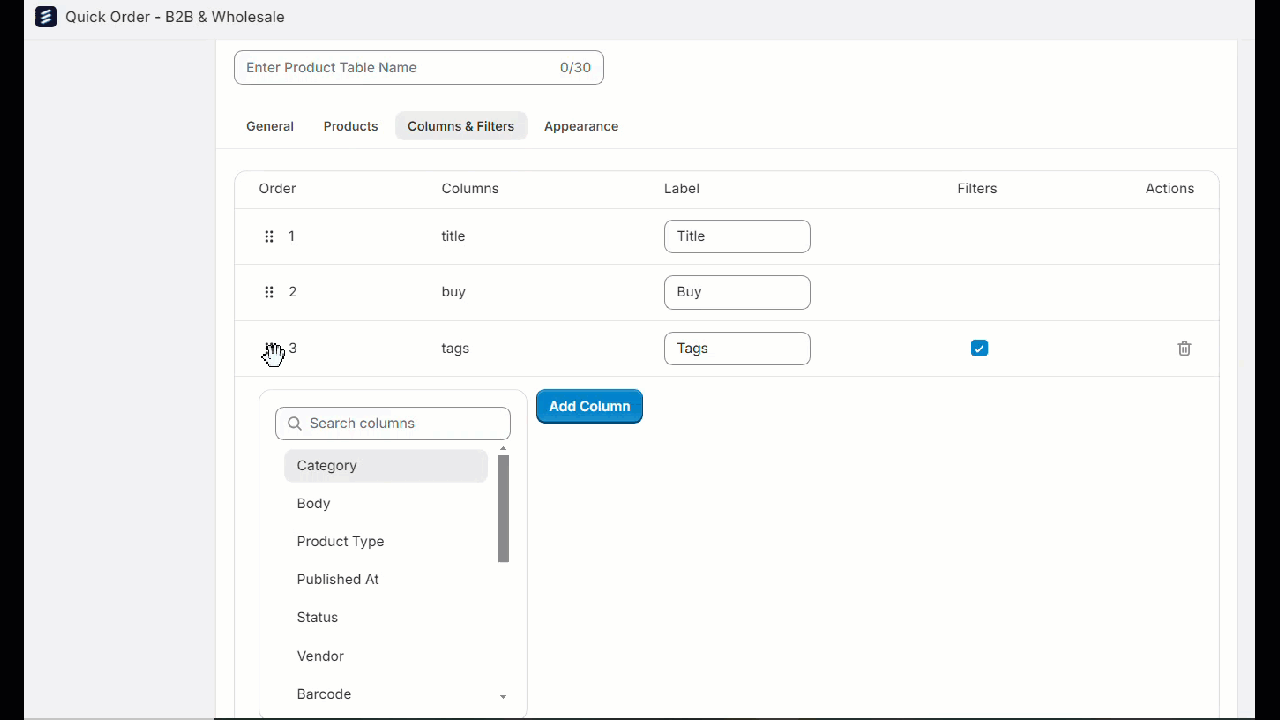 Quick Order - B2B & Wholesale
Enter Product Table Name 0/30
General Products Columns & Filters Appearance
Order Columns Label Filters Actions
1 title Title
2 buy Buy
3 tags Tags
Search columns Add Column
Category
Body
Product Type
Published At
Status
Vendor
Barcode